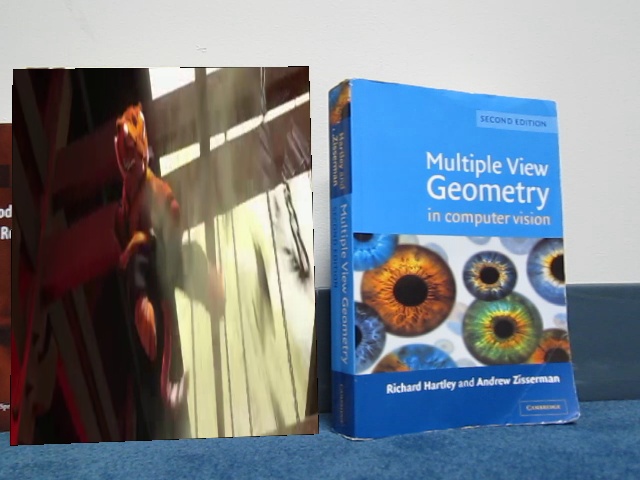 SECOND EDITION
Multiple View
Geometry
in computer vision
Richard Hartley and Andrew Zisserman
CAMBRIDGE
Hartley and
Zisserman
Multiple View Geometry